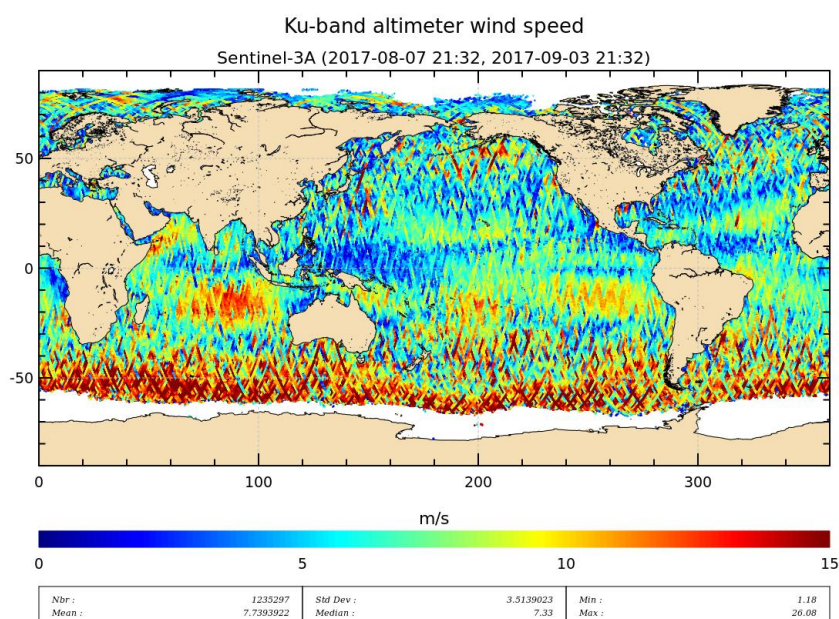 Ku-band altimeter wind speed
Sentinel-3A (2017-08-07 21:32, 2017-09-03 21:32)
50
0
-50
0 100 200 300
m/s
0 5 10 15
Nbr : 1235297 Std Dev : 3.5139023 Min : 1.18
Mean : 7.7393922 Median : 7.33 Max : 26.08